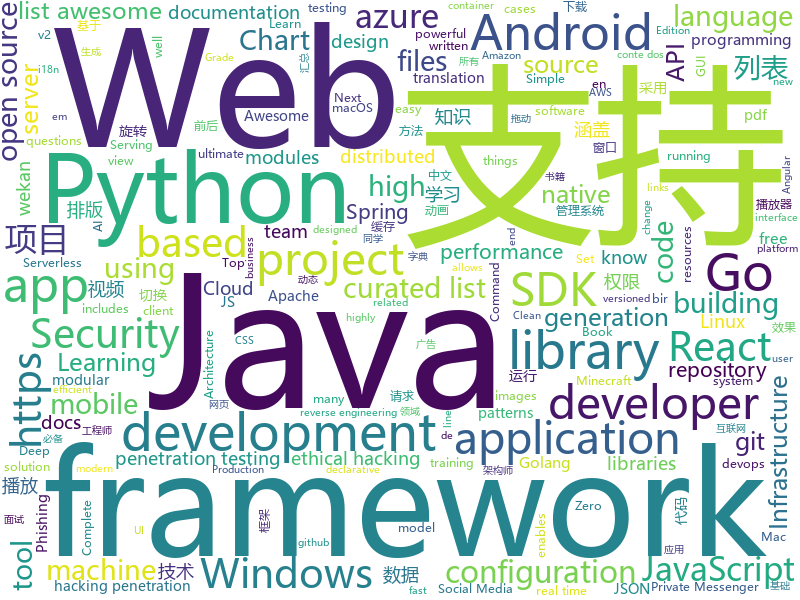 list awesome
documentation
azure
Android
language
下载
Edition
testing
Learn
container
cases
基于
v2
生成
Grade
i18n
well
汇总
Chart
design
powerful
written
所有
Amazon
conte dos
programming
files
source
API
GUI
open source
server
em
Web
支持
translation
Next
macOS
Simple
AWS
en
采用
列表
Awesome
easy
software
拖动
new
pdf
questions
旋转
前后
Serving
view
ultimate
知识
方法
涵盖
窗口
things
书籍
running
Angular
wekan
Python
modules
distributed
high
学习
中文
native
管理系统
links
播放器
interface
排版
AI
Spring
缓存
动画
team
know
code
resources
change
free
platform
项目
based
performance
同学
字典
end
designed
Serverless
视频
using
project
Cloud
Top
business
动态
JS
Apache
client
allows
SDK
权限
Go
app
切换
includes
curated list
Command
Set
Clean
versioned
bir
building
generation
Linux
Book
效果
CSS
related
highly
library
React
Security
Learning
modular
Java
Architecture
网页
many
运行
广告
请求
领域
Minecraft
system
repository
user
images
patterns
https
mobile
docs
reverse engineering
line
de
developer
互联网
必备
工程师
development
application
git
Infrastructure
Deep
solution
penetration testing
ethical hacking
training
架构师
Golang
libraries
devops
efficient
Production
declarative
播放
framework
Zero
代码
面试
modern
Phishing
Complete
UI
github
框架
model
enables
应用
tool
machine
技术
Windows
数据
configuration
JavaScript
hacking penetration
fast
Social Media
real time
JSON
Private Messenger
Mac
基础